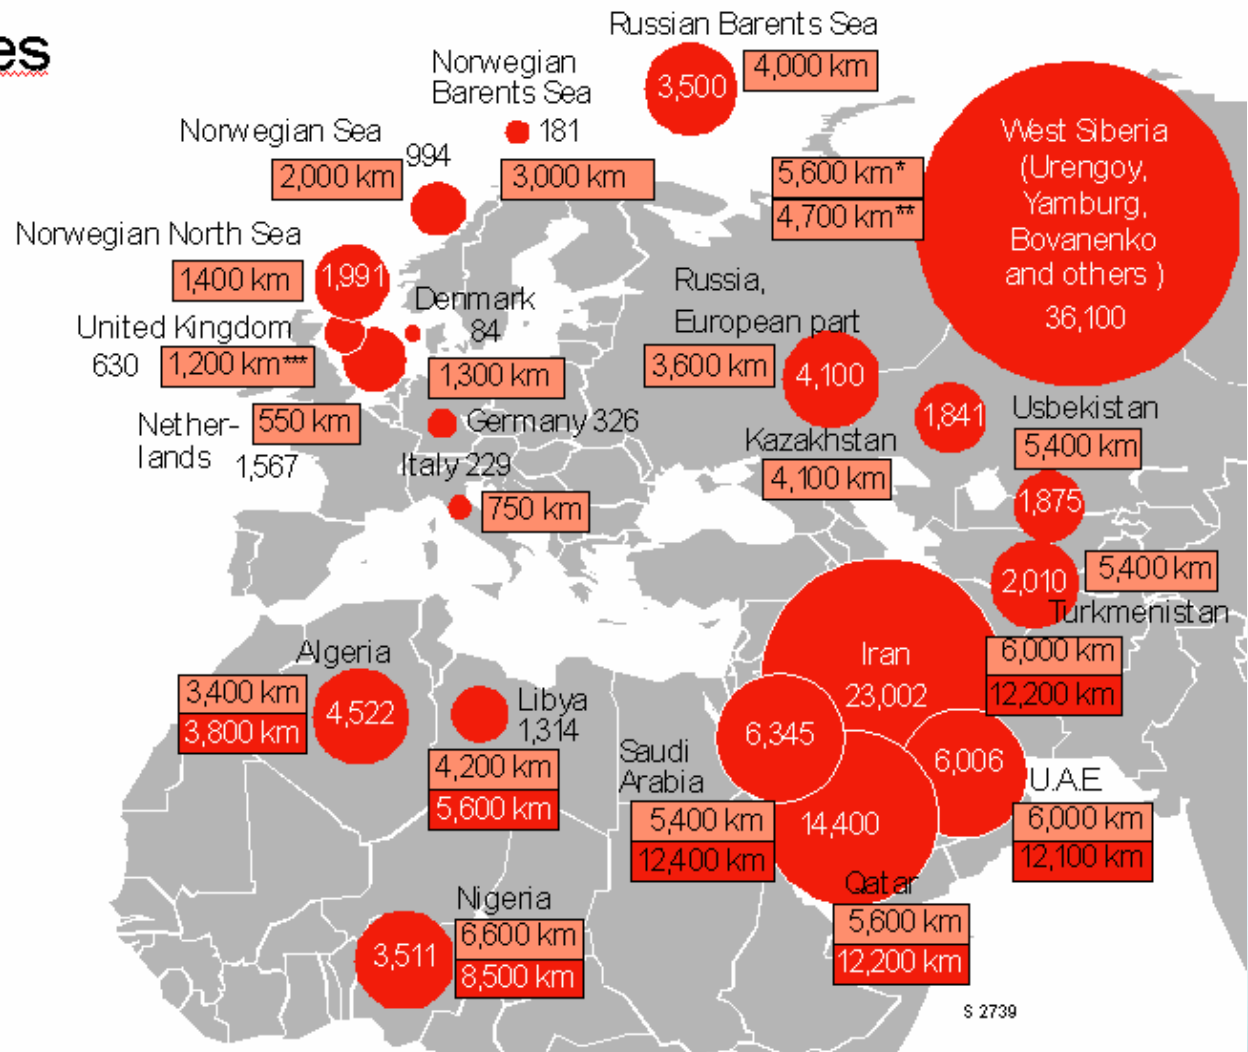 es
Russian Barents Sea
3,500
4,000 km
Norwegian
Barents Sea
181
3,000 km
Norwegian Sea
994
2,000 km
West Siberia
(Urengoy,
Yamburg,
Bovanenko
and others )
36,100
5,600 km*
4,700 km**
Norwegian North Sea
1,400 km
1,991
Denmark
84
1,300 km
United Kingdom
630
1,200 km***
Russia,
European part
3,600 km
4,100
Nether-
lands
550 km
1,567
Germany 326
Italy 229
750 km
Kazakhstan
4,100 km
1,841
Usbekistan
5,400 km
1,875
2,010
5,400 km
Turkmenistan
Iran
23,002
6,000 km
12,200 km
Algeria
3,400 km
3,800 km
4,522
Libya
1,314
4,200 km
5,600 km
Saudi
Arabia
6,345
5,400 km
12,400 km
6,006
U.A.E
6,000 km
12,100 km
14,400
Qatar
5,600 km
12,200 km
Nigeria
3,511
6,600 km
8,500 km
S 2739